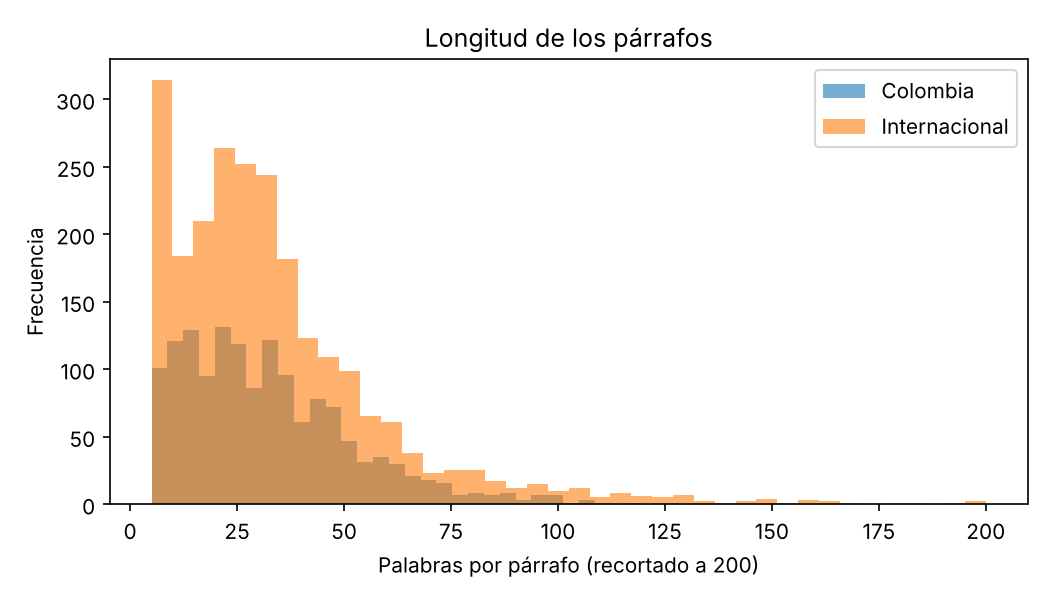 Longitud de los párrafos
Colombia
Internacional
Frecuencia
300
250
200
150
100
50
0
0 25 50 75 100 125 150 175 200
Palabras por párrafo (recortado a 200)